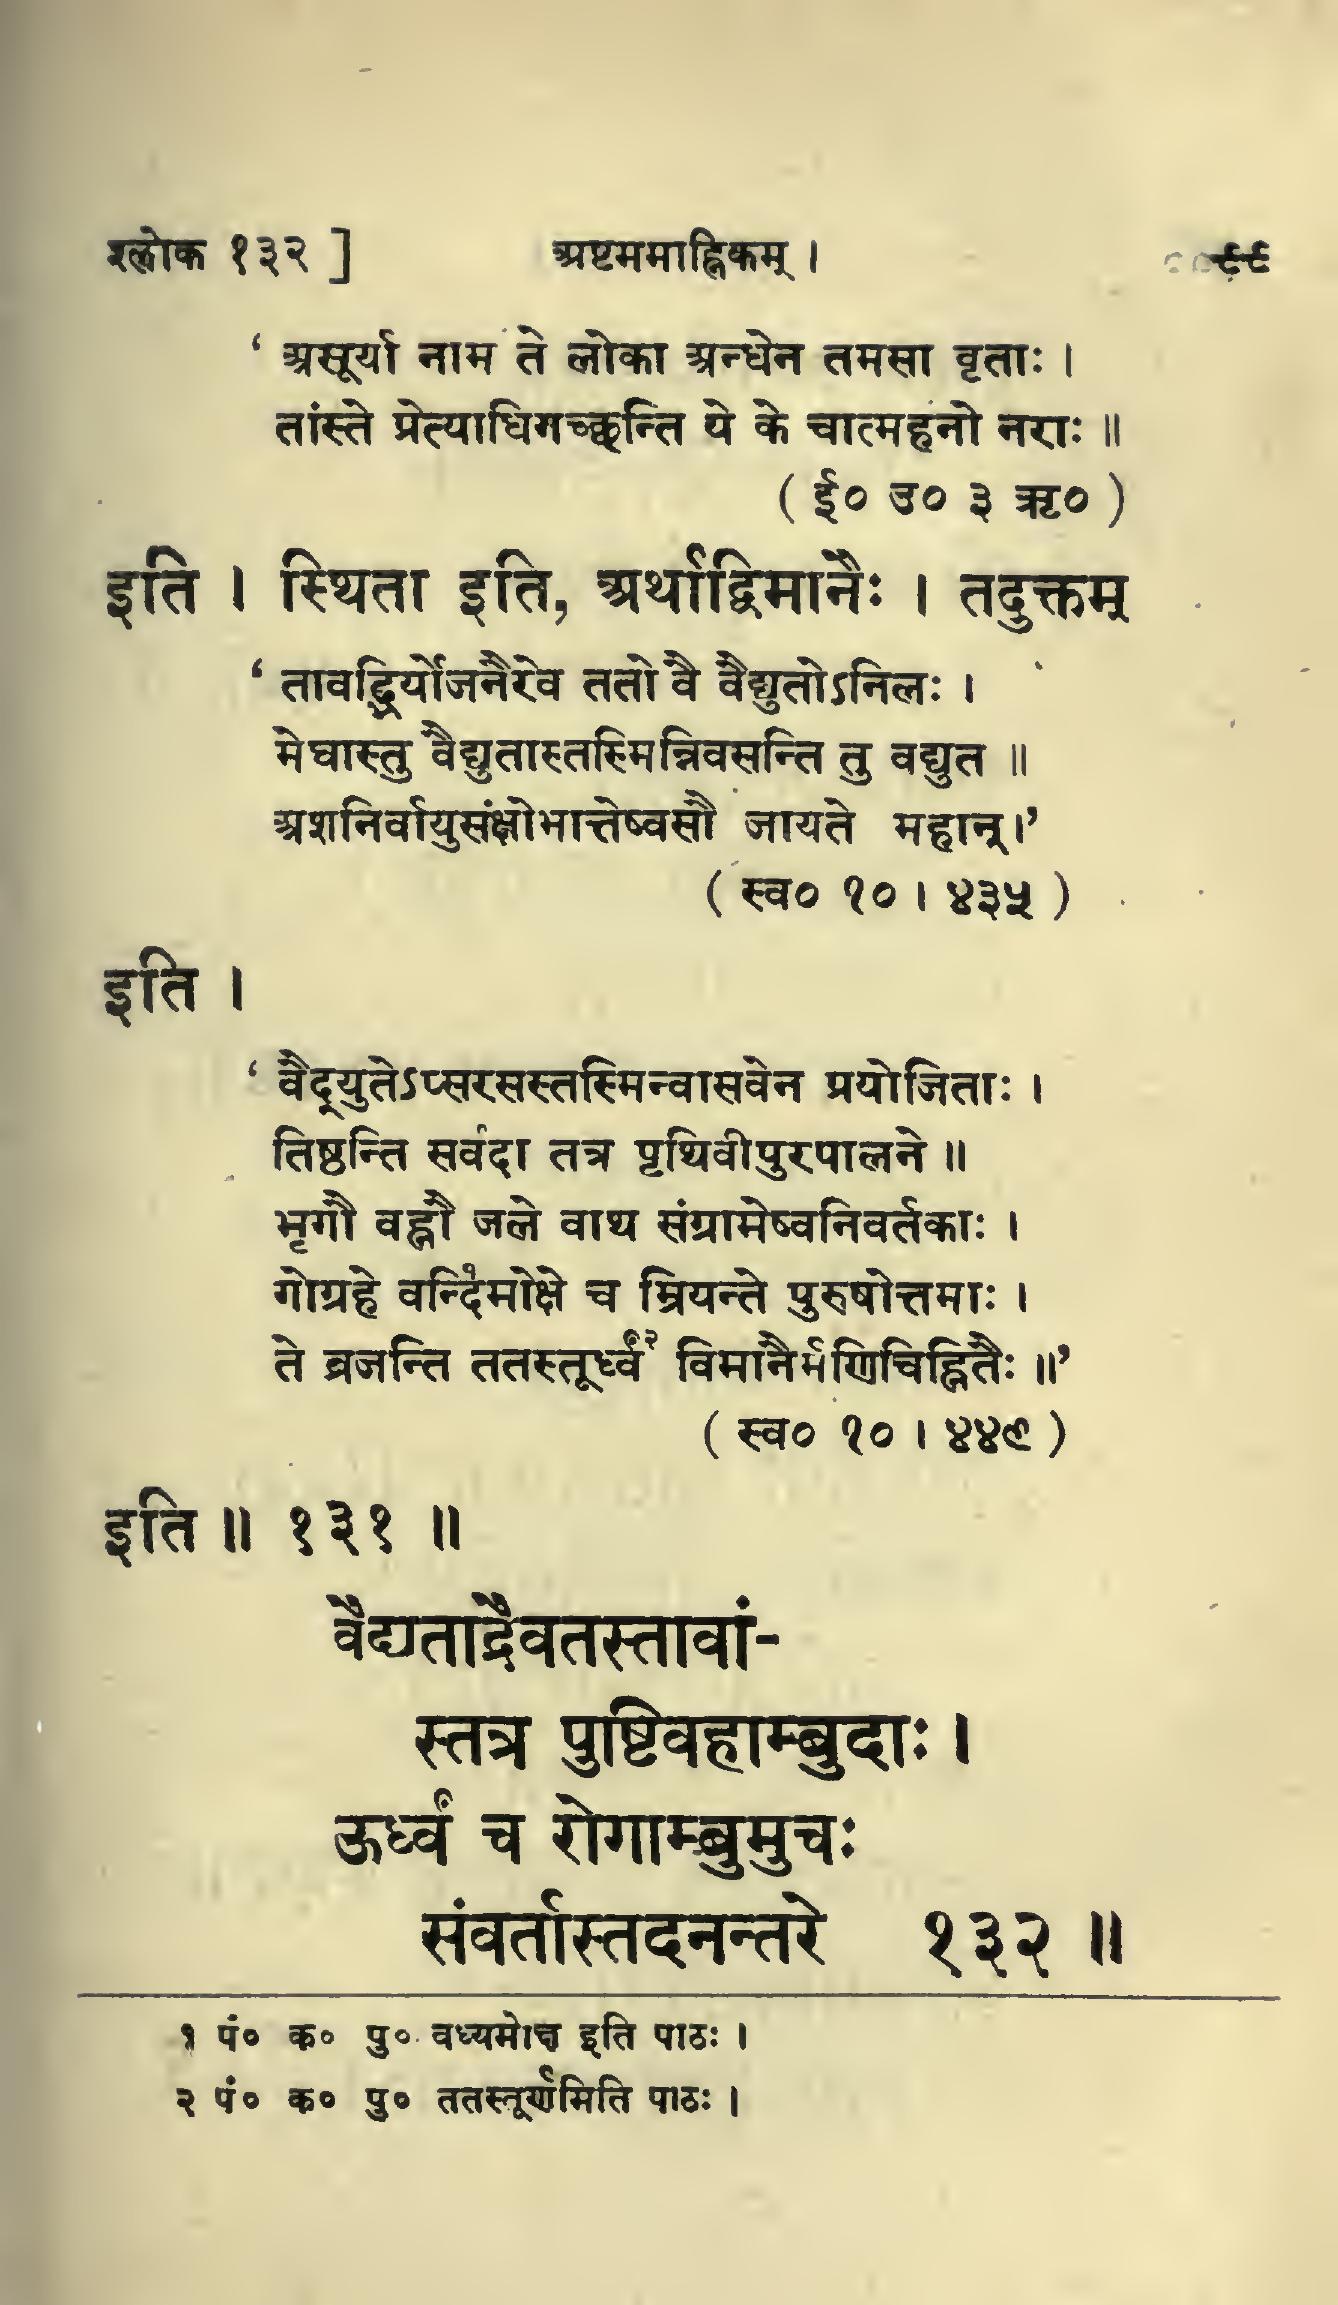 श्लोक १३२ ] अष्टममाह्निकम् । ९९
‘ असूर्या नाम ते लोका अन्धेन तमसा वृताः ।
तांस्ते प्रेत्याधिगच्छन्ति ये के चात्महनो नराः ॥
( ई० उ० ३ ऋ० )
इति । स्थिता इति, अर्थाद्विमानैः । तदुक्तम्
‘ तावद्भिर्योजनैरेव ततो वै वैद्युतोऽनिलः ।
मेघास्तु वैद्युतास्तस्मिन्निवसन्ति तु वद्युत ॥
अशनिर्वायुसंक्षोभात्तेष्वसौ जायते महान् ।’
( स्व० १० । ४३५ )
इति ।
‘ वैद्युतेऽप्सरसस्तस्मिन्वासवेन प्रयोजिताः ।
तिष्ठन्ति सर्वदा तत्र पृथिवीपुरपालने ॥
भृगौ वह्नौ जले वाथ संग्रामेष्वनिवर्तकाः ।
गोग्रहे वन्दिमोक्षे१ च म्रियन्ते पुरुषोत्तमाः ।
ते व्रजन्ति ततस्तूर्ध्वं२ विमानैर्मणिचिह्नितैः ॥’
( स्व० १० । ४४९ )
इति ॥ १३१ ॥
वैद्यताद्रैवतस्तावां-
स्तत्र पुष्टिवहाम्बुदाः ।
ऊर्ध्वं च रोगाम्बुमुचः
संवर्तास्तदनन्तरे १३२ ॥
१ पं० क० पु० वध्यमोक्ष इति पाठः ।
२ पं० क० पु० ततस्तूर्णमिति पाठः ।